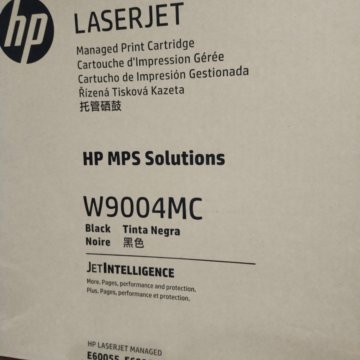 hp
LASERJET
Managed Print Cartridge
Cartouche d'Impression Gérée
Cartucho de Impresión Gestionada
Řízená Tisková Kazeta
托管硒鼓
HP MPS Solutions
W9004MC
Black Tinta Negra
Noire 黑色
JETINTELLIGENCE
More. Pages, performance and protection.
Plus. Pages, performance et protection.
HP LASERJET MANAGED
E60055,